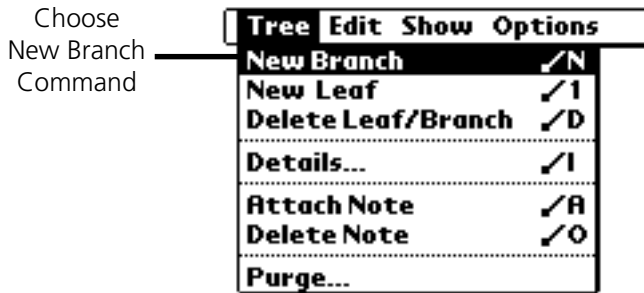 Choose
New Branch
Command
Tree Edit Show Options
New Branch /N
New Leaf /1
Delete Leaf/Branch /D
Details... /I
Attach Note /A
Delete Note /O
Purge...